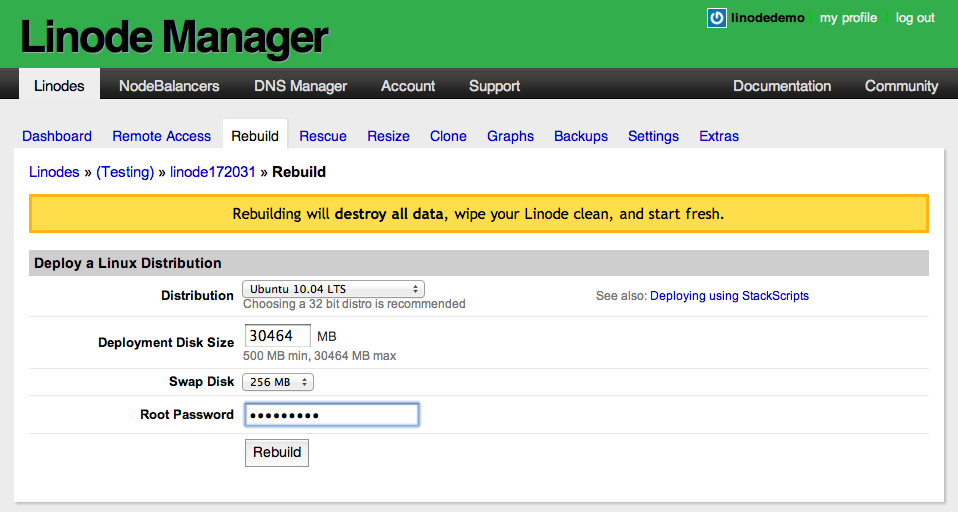 Linode Manager
linodedemo my profile log out
Linodes NodeBalancers DNS Manager Account Support Documentation Community
Dashboard Remote Access Rebuild Rescue Resize Clone Graphs Backups Settings Extras
Linodes » (Testing) » linode172031 » Rebuild
Rebuilding will destroy all data, wipe your Linode clean, and start fresh.
Deploy a Linux Distribution
Distribution Ubuntu 10.04 LTS
Choosing a 32 bit distro is recommended
See also: Deploying using StackScripts
Deployment Disk Size 30464 MB
500 MB min, 30464 MB max
Swap Disk 256 MB
Root Password •••••••••
Rebuild